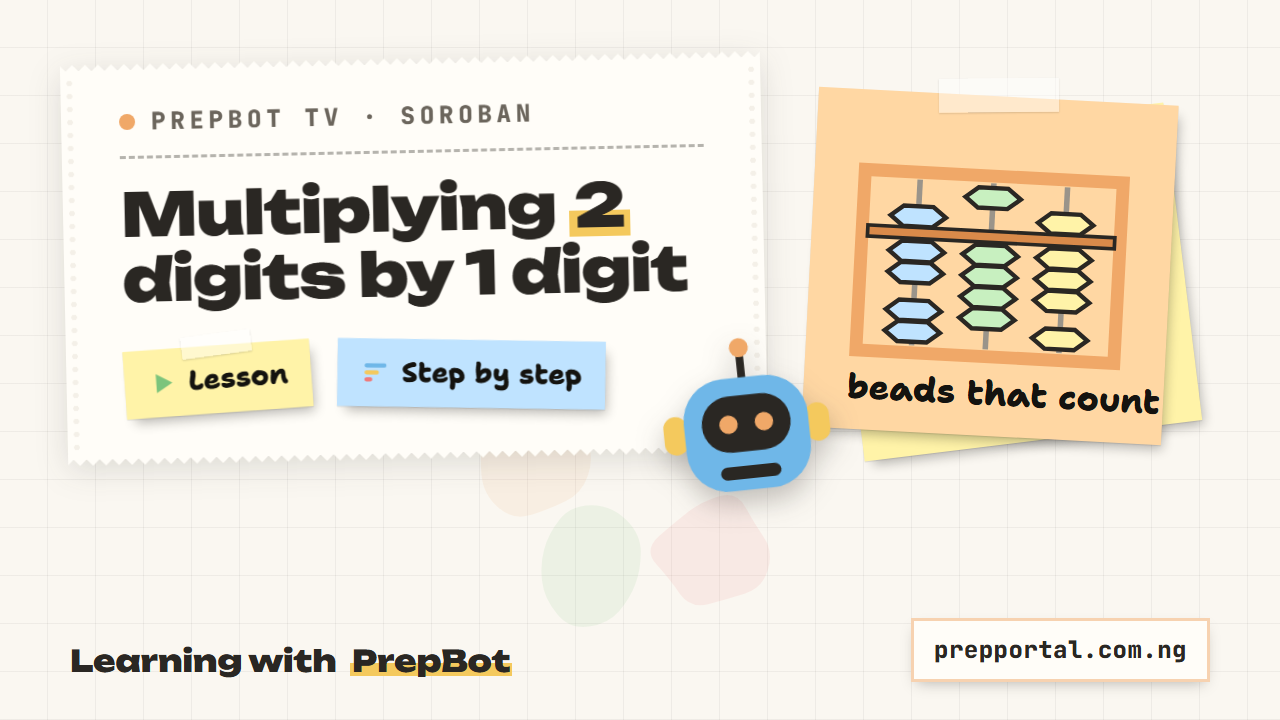 PREPBOT TV · SOROBAN
Multiplying 2
digits by 1 digit
Lesson
Step by step
beads that count
Learning with PrepBot
prepportal.com.ng